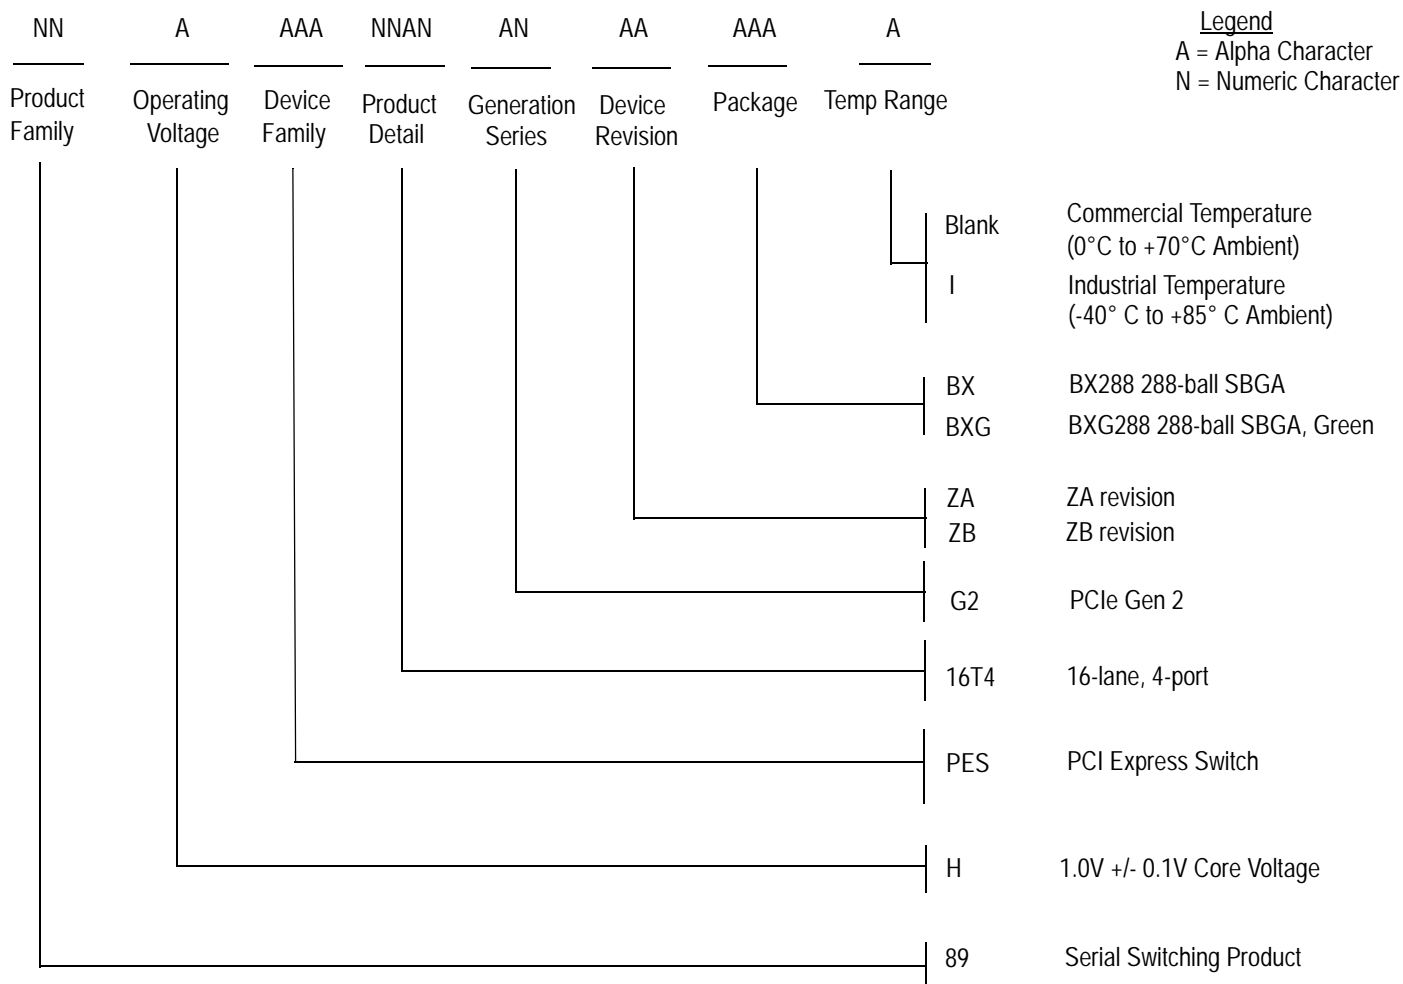 NN A AAA NNAN AN AA AAA A
Legend
A = Alpha Character
N = Numeric Character
Product Family
Operating Voltage
Device Family
Product Detail
Generation Series
Device Revision
Package
Temp Range
Blank Commercial Temperature
(0°C to +70°C Ambient)
I Industrial Temperature
(-40° C to +85° C Ambient)
BX BX288 288-ball SBGA
BXG BXG288 288-ball SBGA, Green
ZA ZA revision
ZB ZB revision
G2 PCIe Gen 2
16T4 16-lane, 4-port
PES PCI Express Switch
H 1.0V +/- 0.1V Core Voltage
89 Serial Switching Product